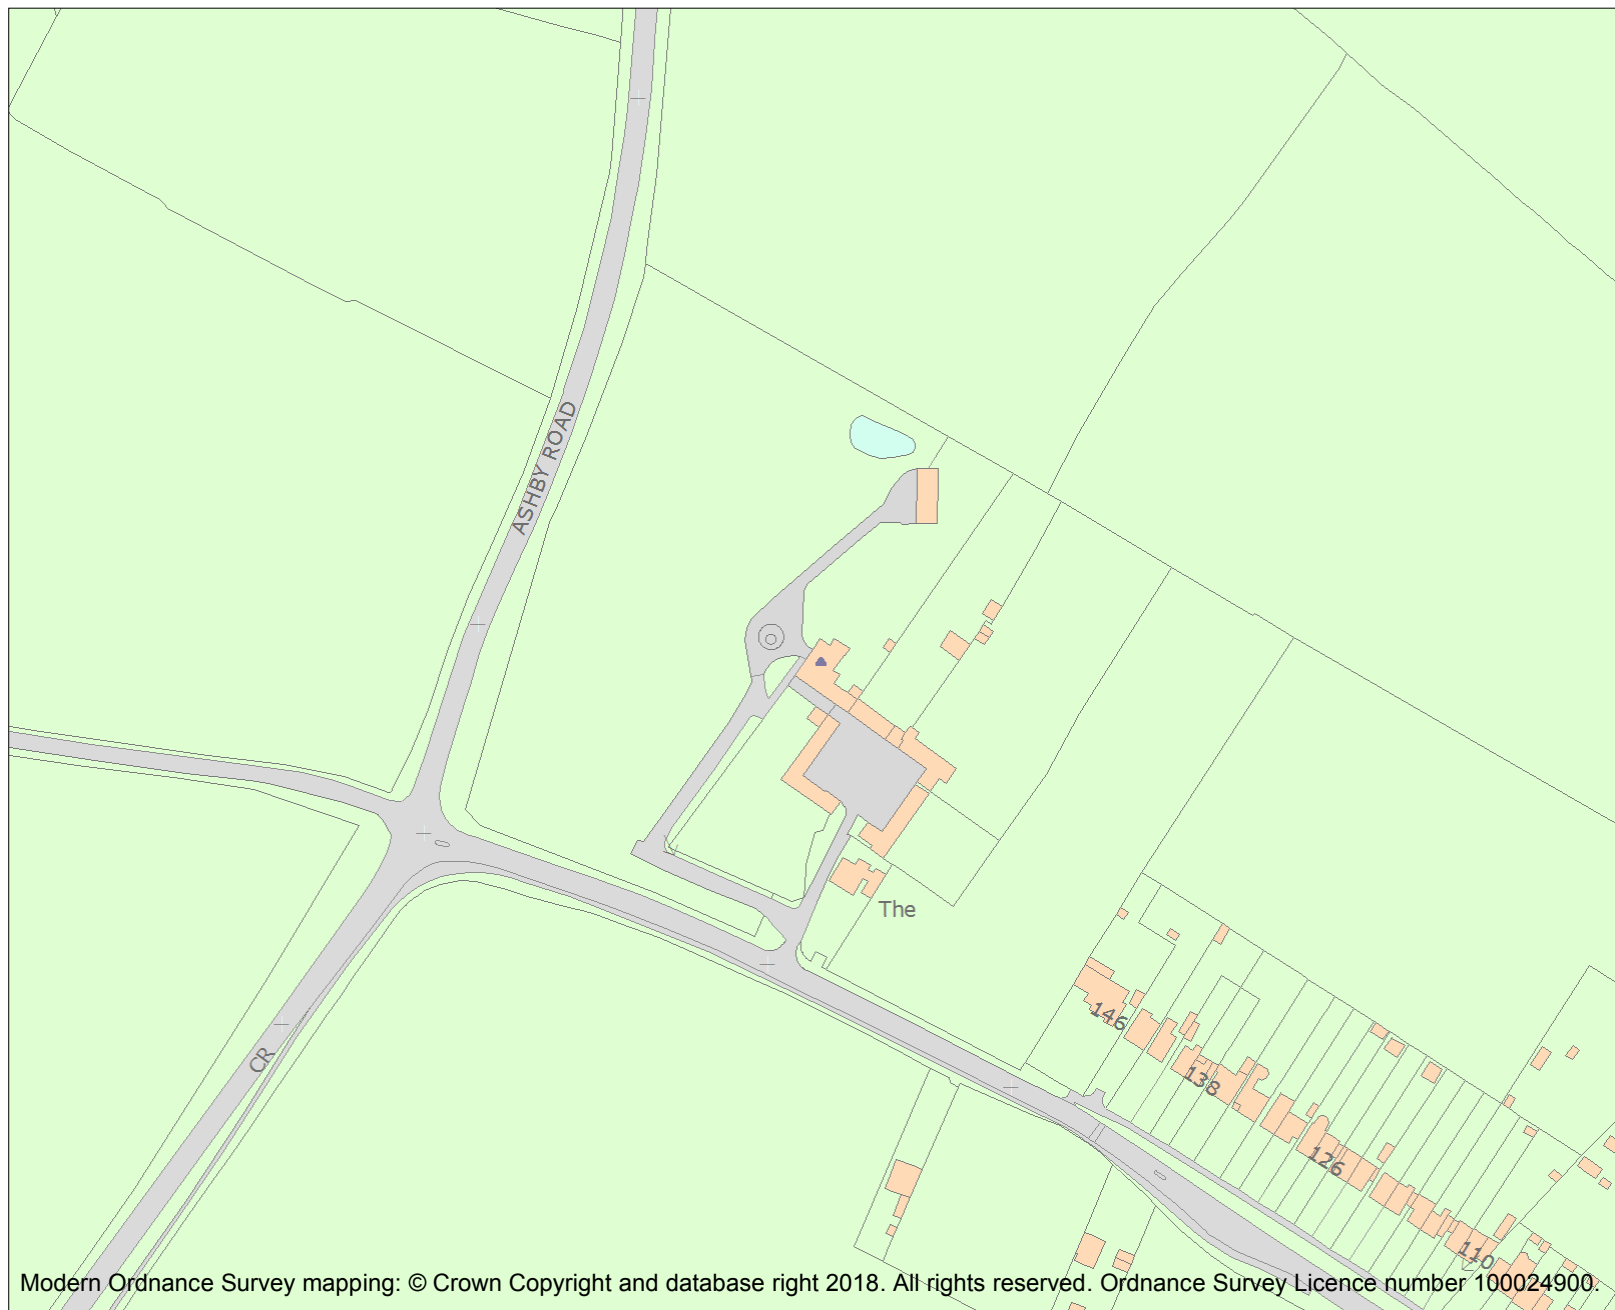 ASHBY ROAD
The
146
CR
138
126
110
Modern Ordnance Survey mapping: © Crown Copyright and database right 2018. All rights reserved. Ordnance Survey Licence number 100024900.